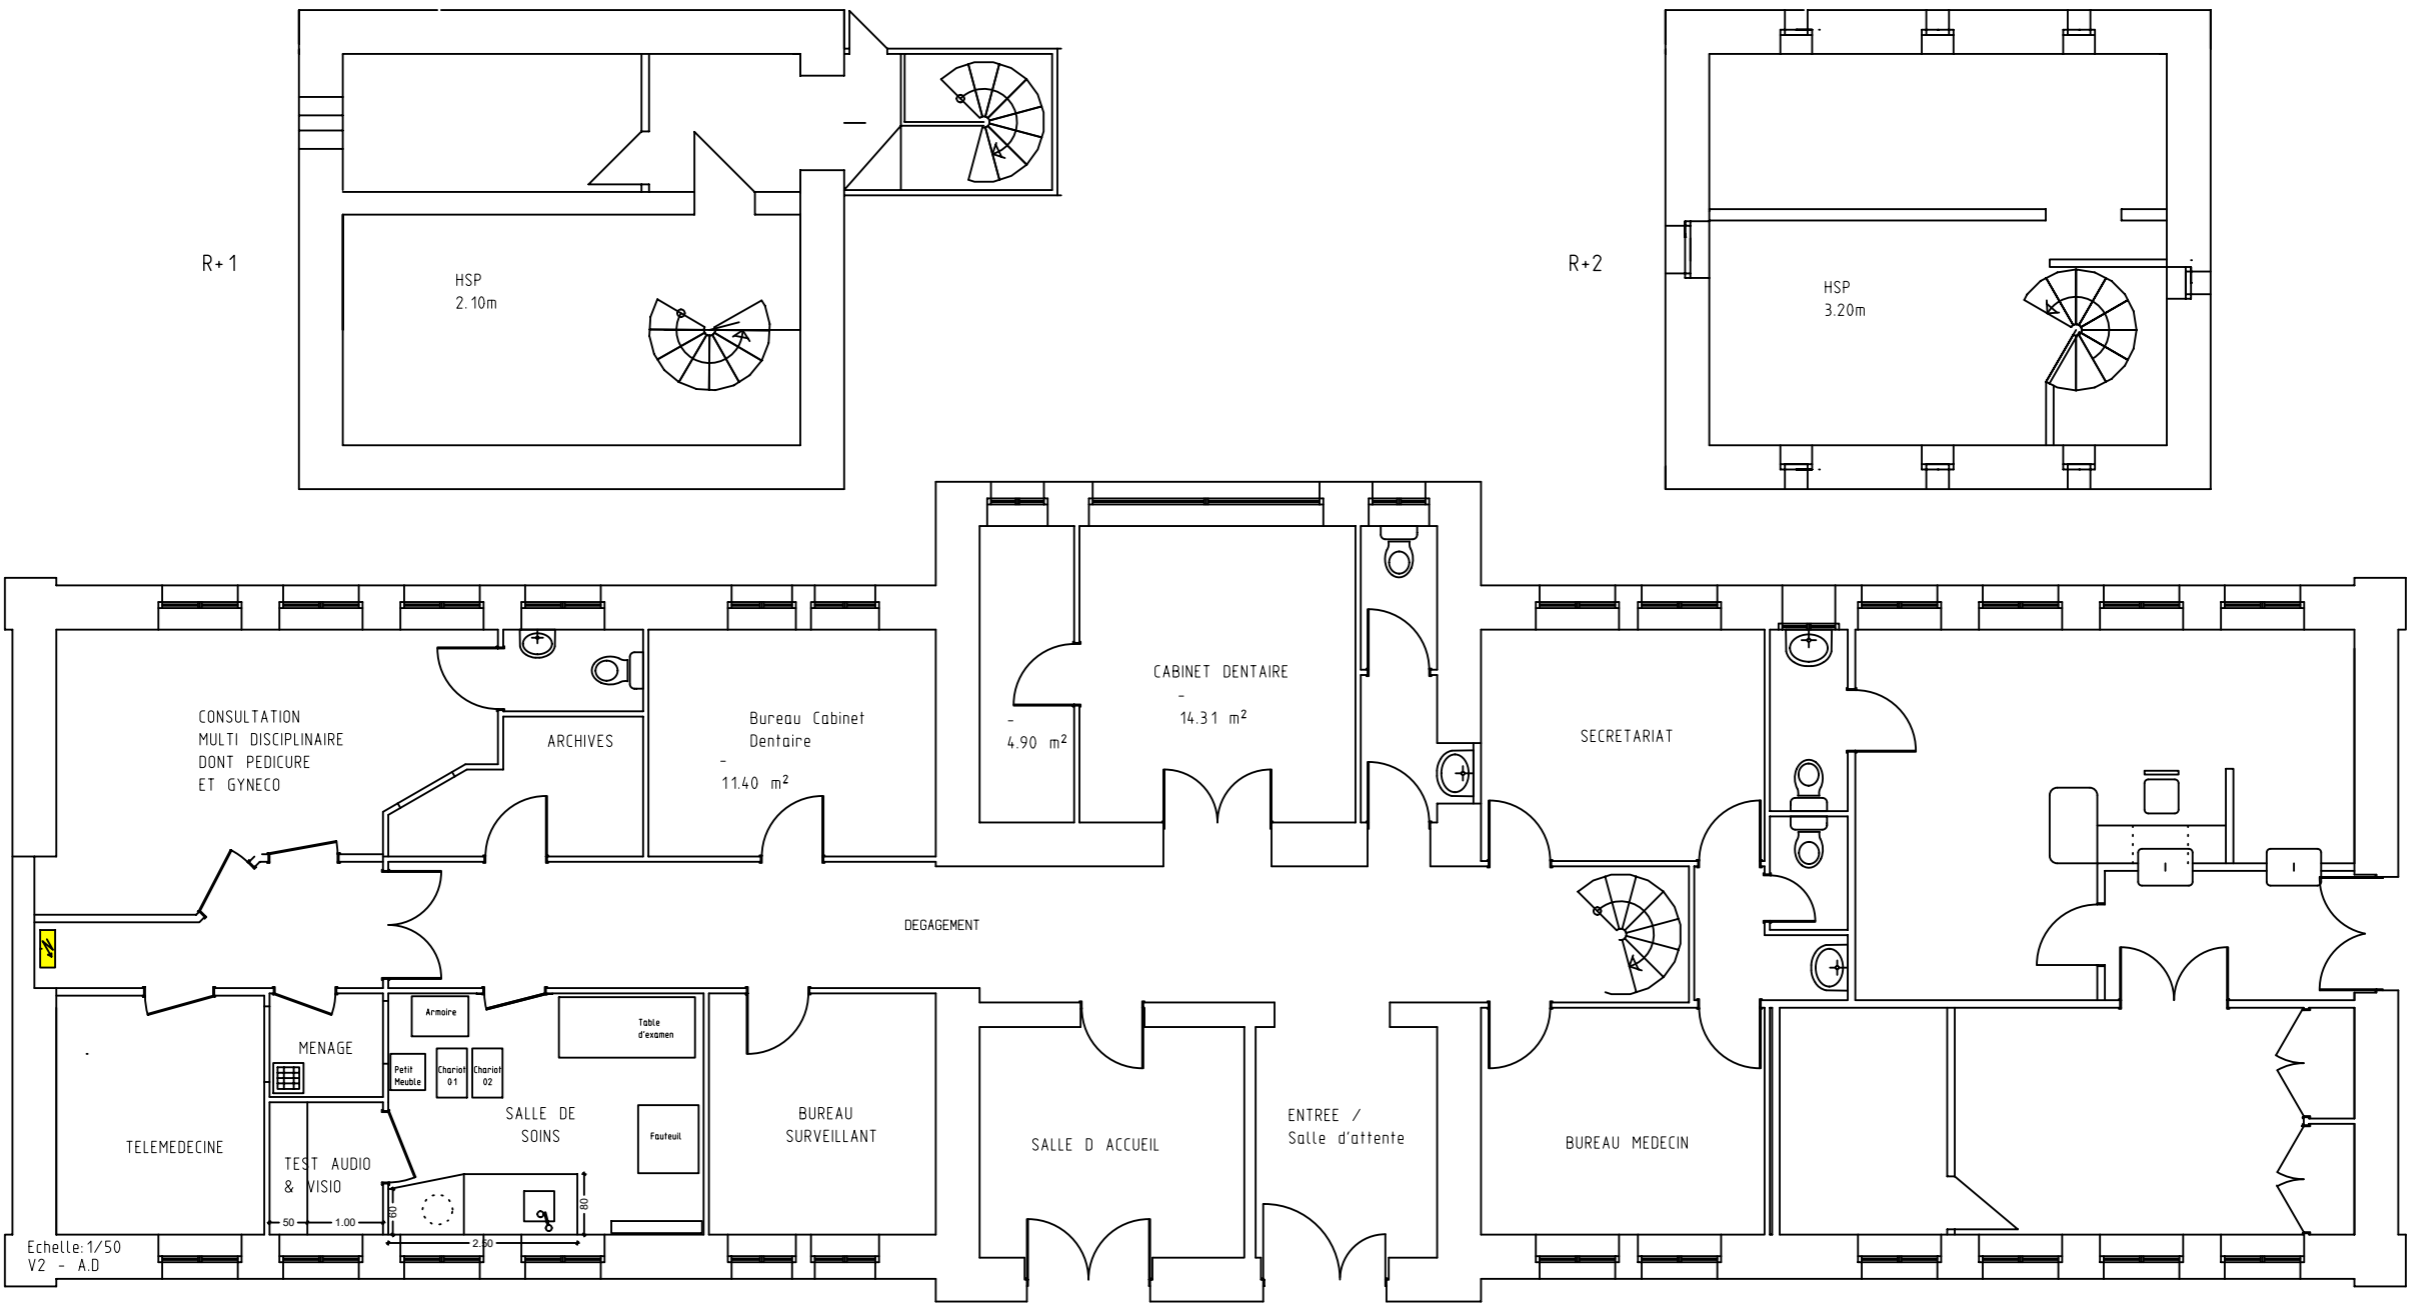 R+1
HSP
2.10m
R+2
HSP
3.20m
CONSULTATION
MULTI DISCIPLINAIRE
DONT PEDICURE
ET GYNECO
ARCHIVES
Bureau Cabinet
Dentaire
-
11.40 m²
-
4.90 m²
CABINET DENTAIRE
-
14.31 m²
SECRETARIAT
DEGAGEMENT
TELEMEDECINE
MENAGE
TEST AUDIO
& VISIO
50
1.00
Armoire
Petit
Meuble
Chariot
01
Chariot
02
Table
d'examen
SALLE DE
SOINS
Fauteuil
60
80
2.50
BUREAU
SURVEILLANT
SALLE D ACCUEIL
ENTREE /
Salle d'attente
BUREAU MEDECIN
Echelle:1/50
V2 - A.D